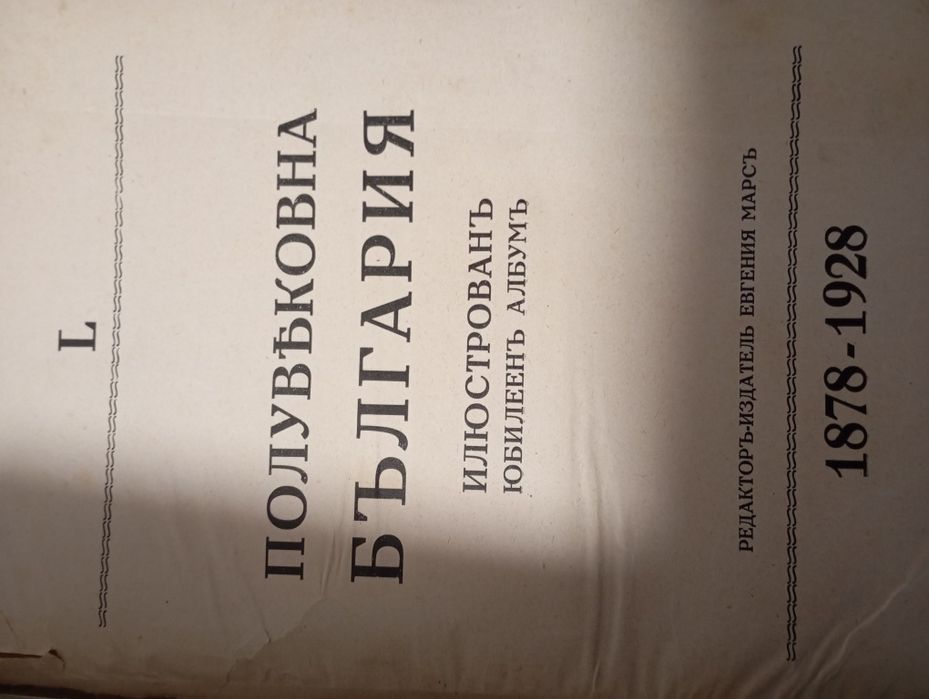 L
ПОЛУВѢКОВНА
БЪЛГАРИЯ
ИЛЮСТРОВАНЪ
ЮБИЛЕЕНЪ АЛБУМЪ
РЕДАКТОРЪ-ИЗДАТЕЛЬ ЕВГЕНИЯ МАРСЪ
1878-1928